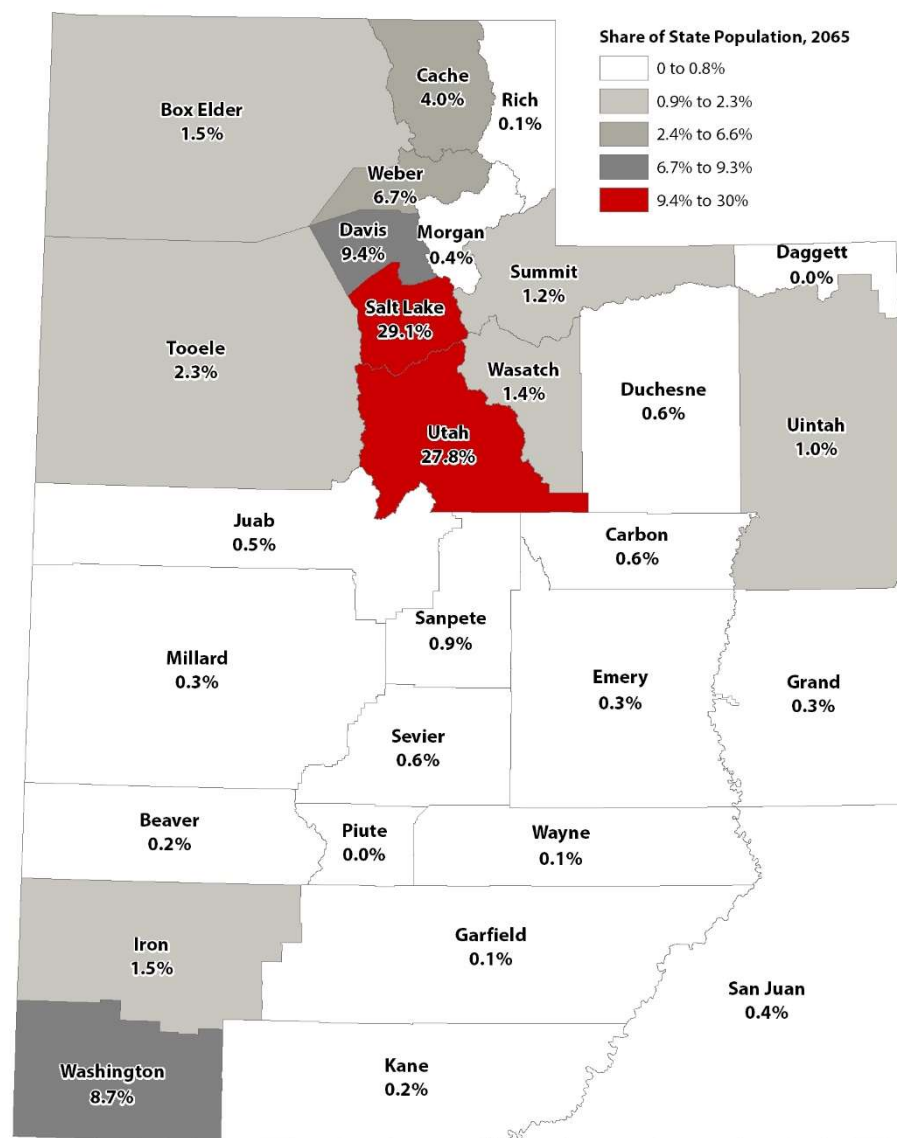 Share of State Population, 2065
0 to 0.8%
0.9% to 2.3%
2.4% to 6.6%
6.7% to 9.3%
9.4% to 30%
Cache
4.0%
Rich
0.1%
Box Elder
1.5%
Weber
6.7%
Davis
9.4%
Morgan
0.4%
Daggett
0.0%
Summit
1.2%
Salt Lake
29.1%
Tooele
2.3%
Wasatch
1.4%
Duchesne
0.6%
Uintah
1.0%
Utah
27.8%
Juab
0.5%
Carbon
0.6%
Sanpete
0.9%
Millard
0.3%
Emery
0.3%
Grand
0.3%
Sevier
0.6%
Beaver
0.2%
Piute
0.0%
Wayne
0.1%
Iron
1.5%
Garfield
0.1%
San Juan
0.4%
Washington
8.7%
Kane
0.2%